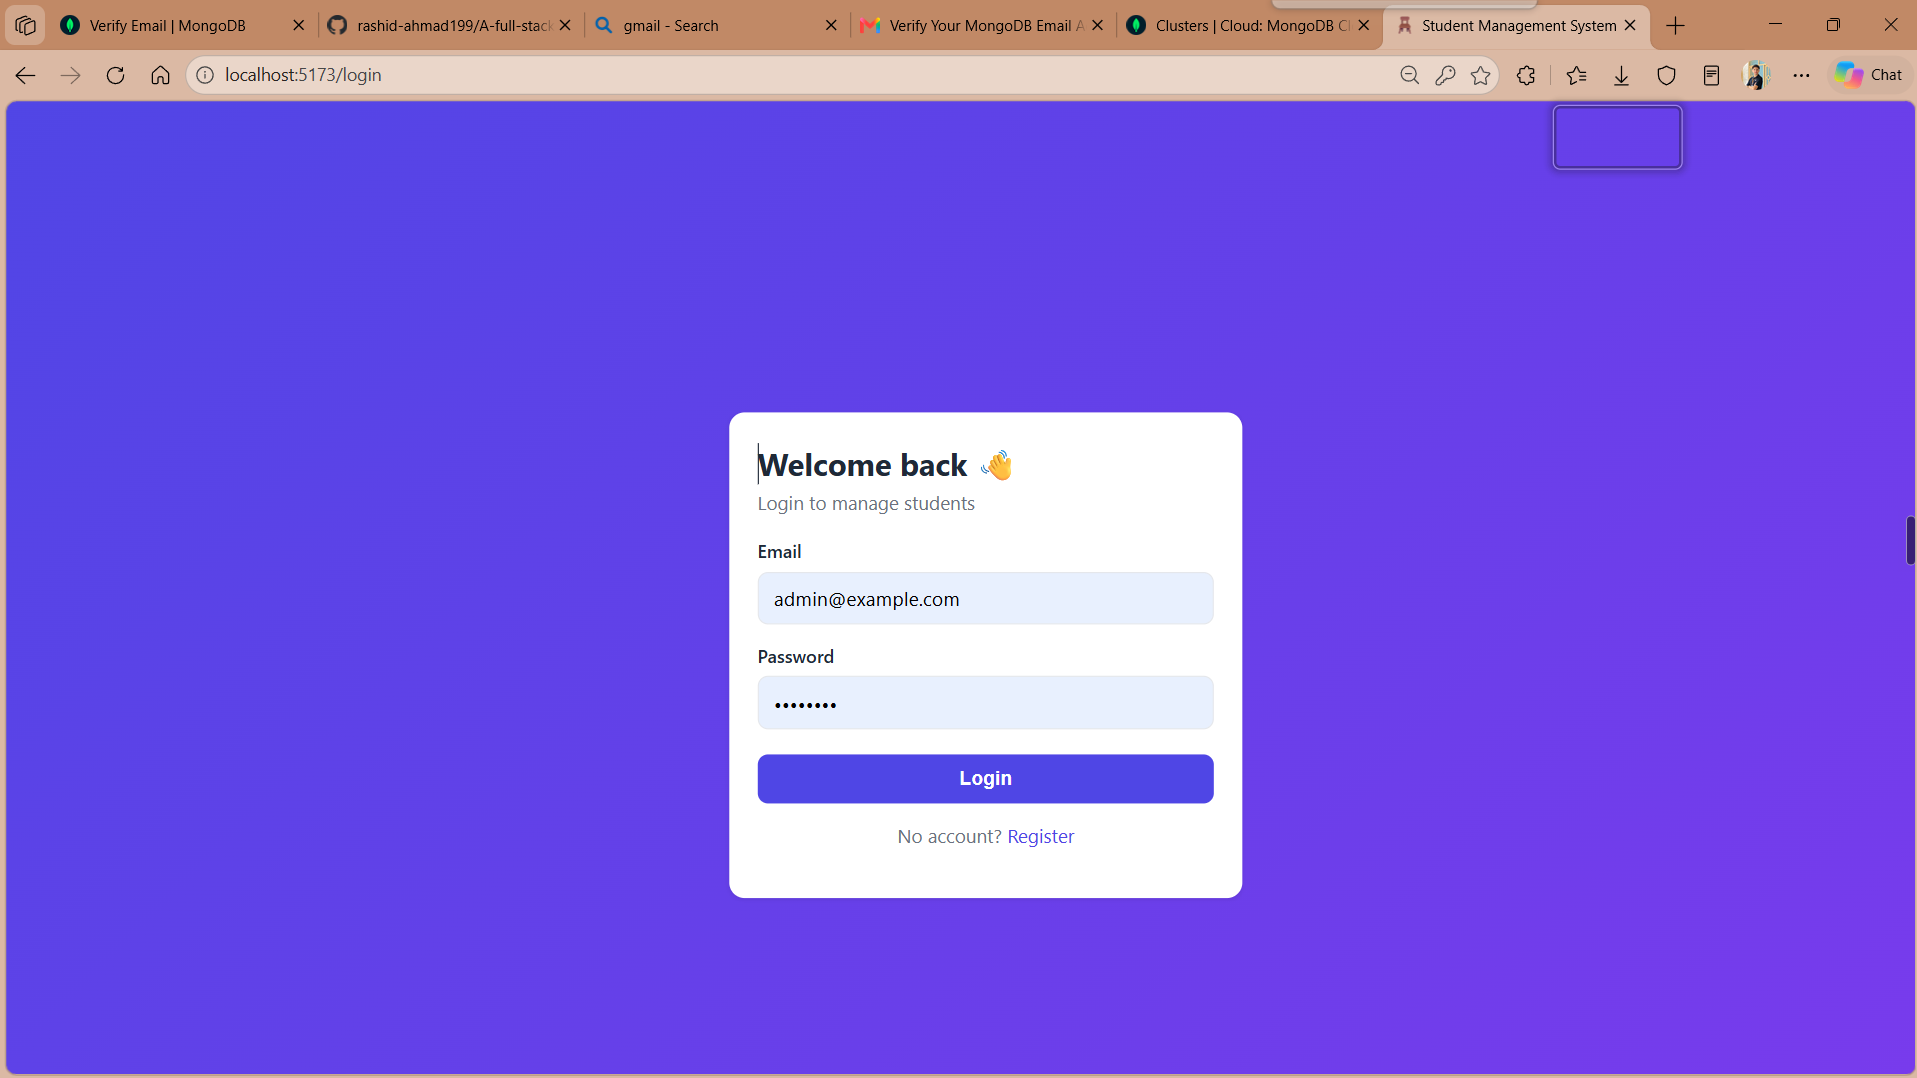 Verify Email | MongoDB
rashid-ahmad199/A-full-stack
gmail - Search
Verify Your MongoDB Email A
Clusters | Cloud: MongoDB Cl
Student Management System
localhost:5173/login
Chat
Welcome back 👋
Login to manage students
Email
admin@example.com
Password
••••••••
Login
No account? Register